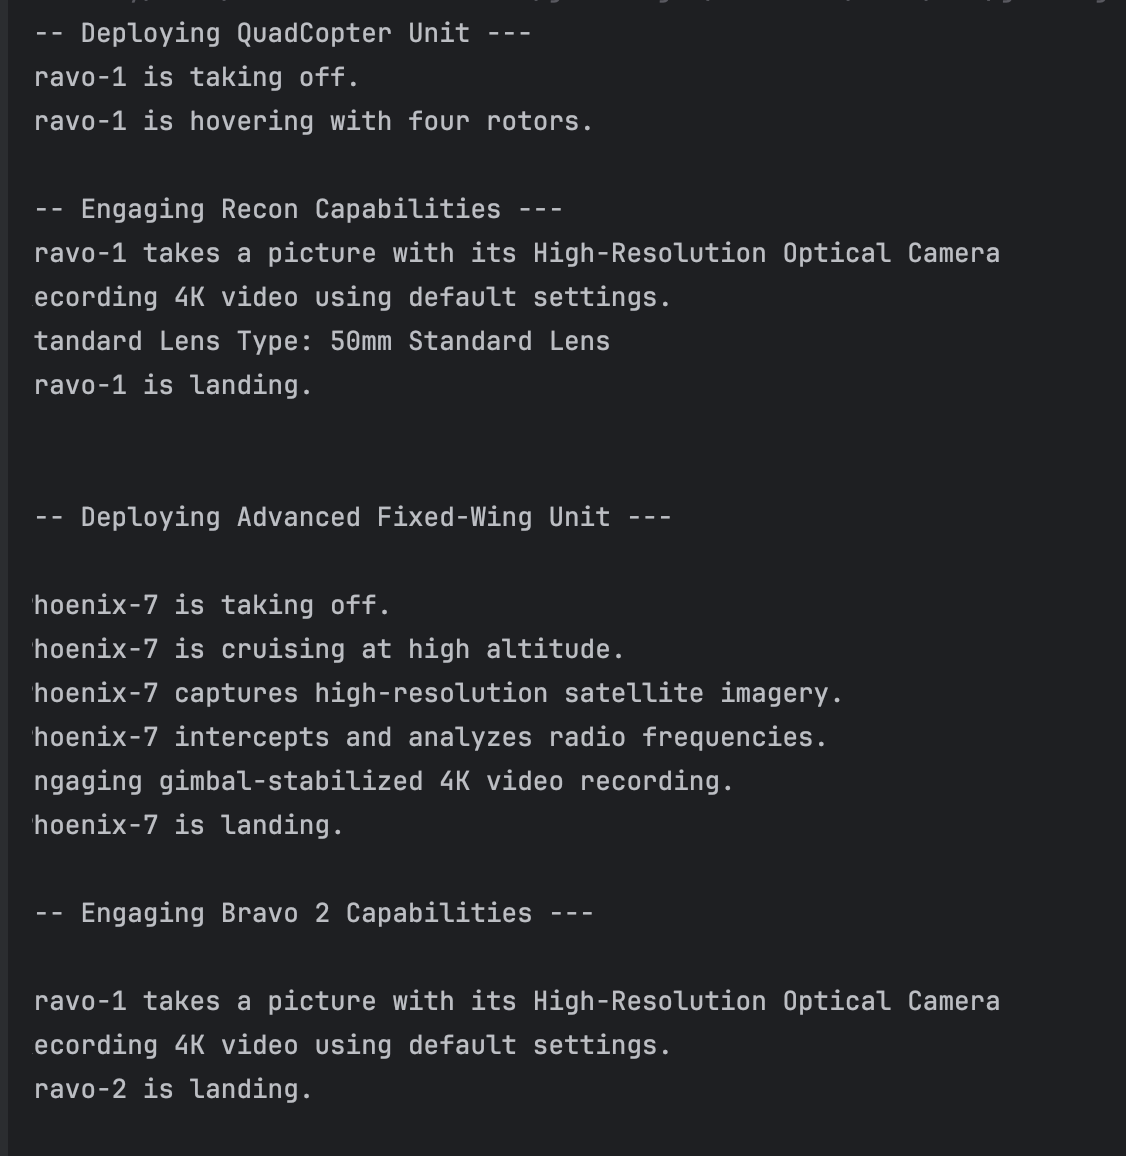 -- Deploying QuadCopter Unit ---
ravo-1 is taking off.
ravo-1 is hovering with four rotors.
-- Engaging Recon Capabilities ---
ravo-1 takes a picture with its High-Resolution Optical Camera
ecording 4K video using default settings.
tandard Lens Type: 50mm Standard Lens
ravo-1 is landing.
-- Deploying Advanced Fixed-Wing Unit ---
hoenix-7 is taking off.
hoenix-7 is cruising at high altitude.
hoenix-7 captures high-resolution satellite imagery.
hoenix-7 intercepts and analyzes radio frequencies.
ngaging gimbal-stabilized 4K video recording.
hoenix-7 is landing.
-- Engaging Bravo 2 Capabilities ---
ravo-1 takes a picture with its High-Resolution Optical Camera
ecording 4K video using default settings.
ravo-2 is landing.